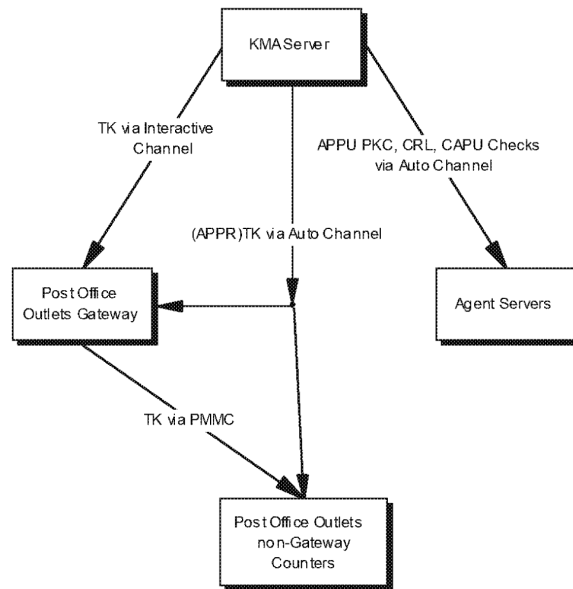 KMA Server
TK via Interactive
Channel
APPU PKC, CRL, CAPU Checks
via Auto Channel
(APPR)TK via Auto Channel
Post Office
Outlets Gateway
Agent Servers
TK via PMMC
Post Office Outlets
non-Gateway
Counters